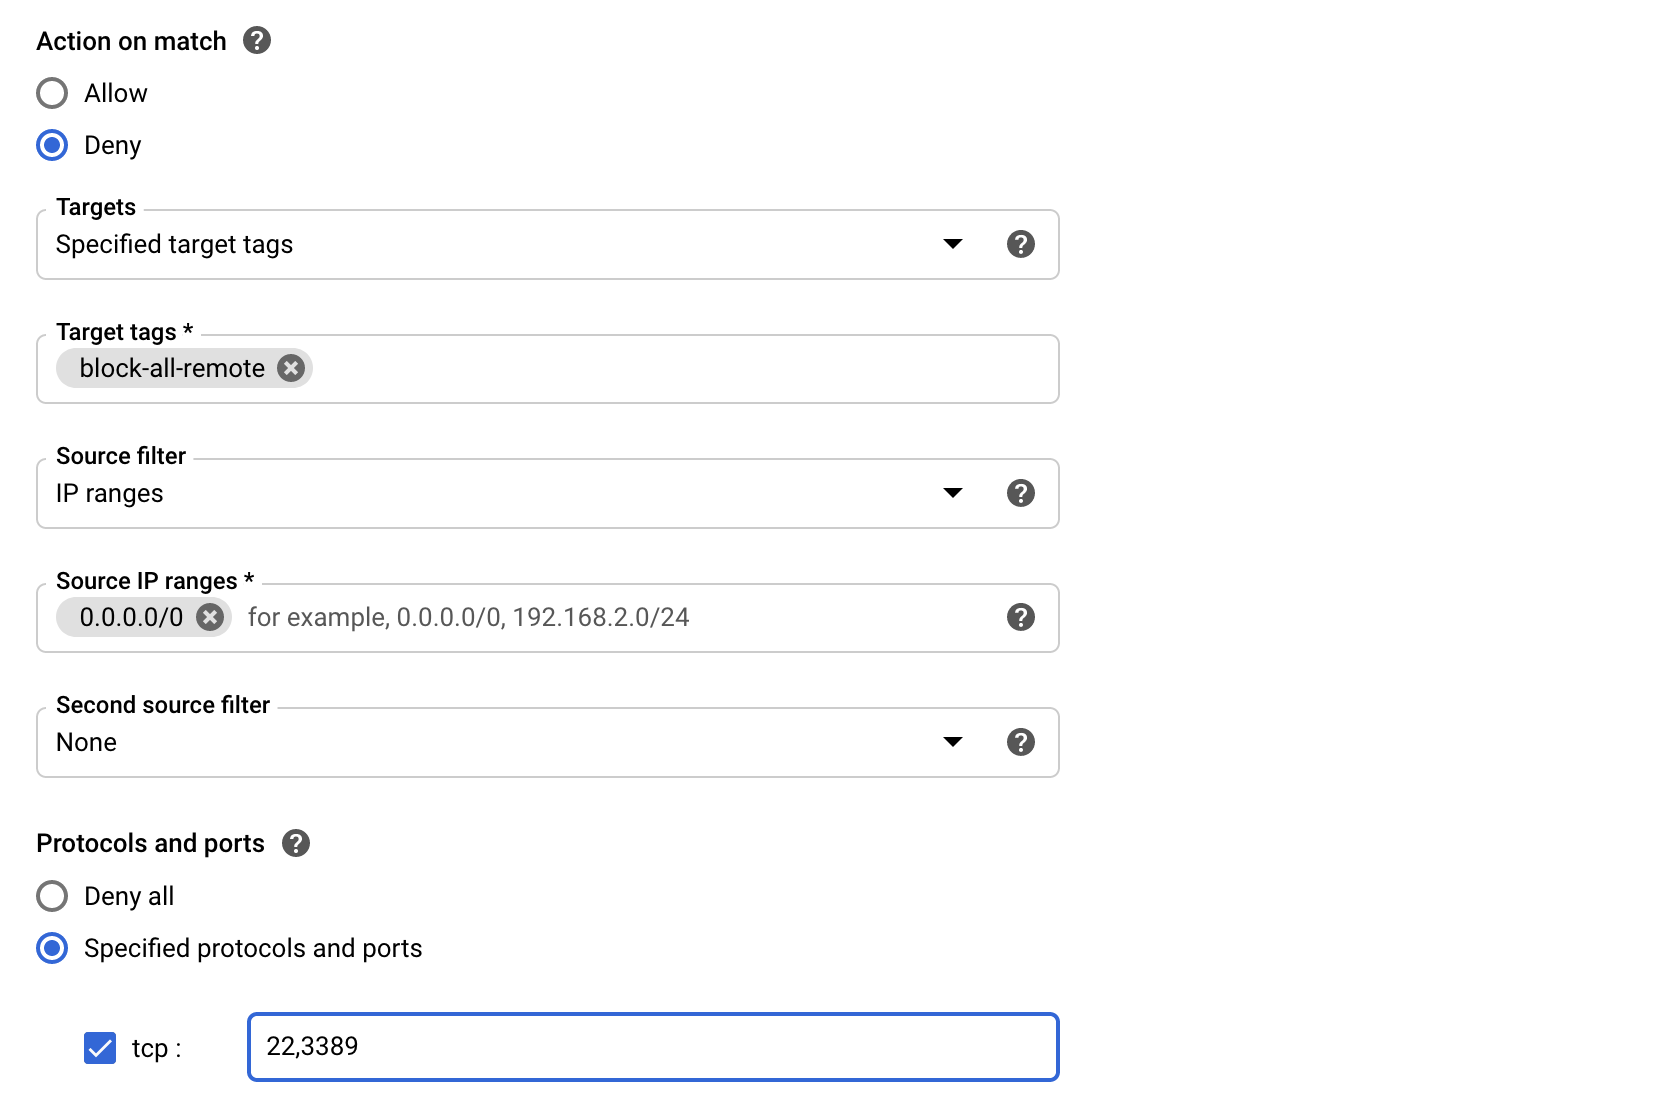 Action on match
Allow
Deny
Targets
Specified target tags
Target tags *
block-all-remote
Source filter
IP ranges
Source IP ranges *
0.0.0.0/0 for example, 0.0.0.0/0, 192.168.2.0/24
Second source filter
None
Protocols and ports
Deny all
Specified protocols and ports
tcp : 22,3389